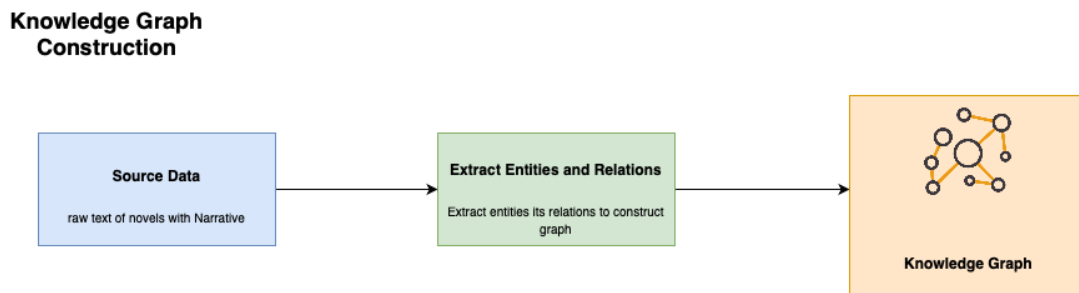 Knowledge Graph
Construction
Source Data
raw text of novels with Narrative
Extract Entities and Relations
Extract entities its relations to construct
graph
Knowledge Graph